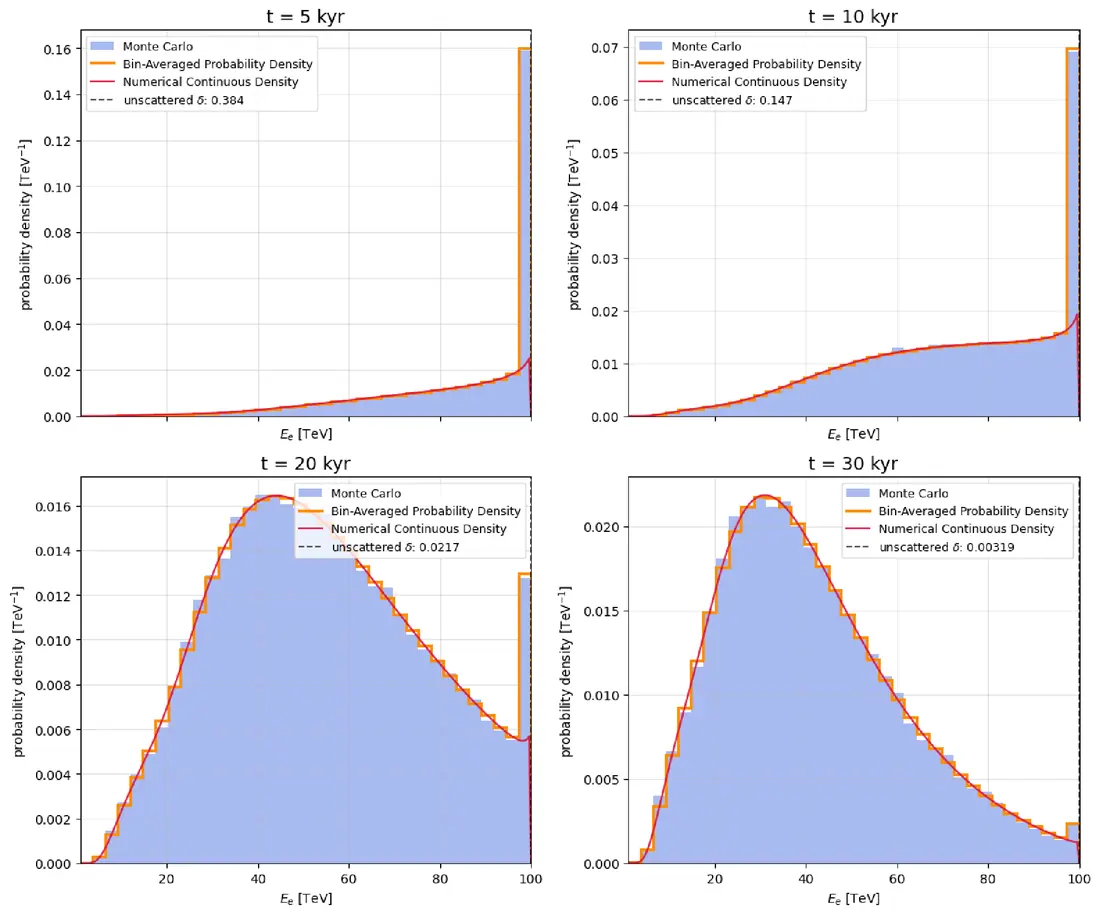 t = 5 kyr
probability density [TeV⁻¹]
0.16
0.14
0.12
0.10
0.08
0.06
0.04
0.02
0.00
Monte Carlo
Bin-Averaged Probability Density
Numerical Continuous Density
unscattered δ: 0.384
Eₑ [TeV]
t = 10 kyr
probability density [TeV⁻¹]
0.07
0.06
0.05
0.04
0.03
0.02
0.01
0.00
Monte Carlo
Bin-Averaged Probability Density
Numerical Continuous Density
unscattered δ: 0.147
Eₑ [TeV]
t = 20 kyr
probability density [TeV⁻¹]
0.016
0.014
0.012
0.010
0.008
0.006
0.004
0.002
0.000
Monte Carlo
Bin-Averaged Probability Density
Numerical Continuous Density
unscattered δ: 0.0217
20 40 60 80 100
Eₑ [TeV]
t = 30 kyr
probability density [TeV⁻¹]
0.020
0.015
0.010
0.005
0.000
Monte Carlo
Bin-Averaged Probability Density
Numerical Continuous Density
unscattered δ: 0.00319
20 40 60 80 100
Eₑ [TeV]